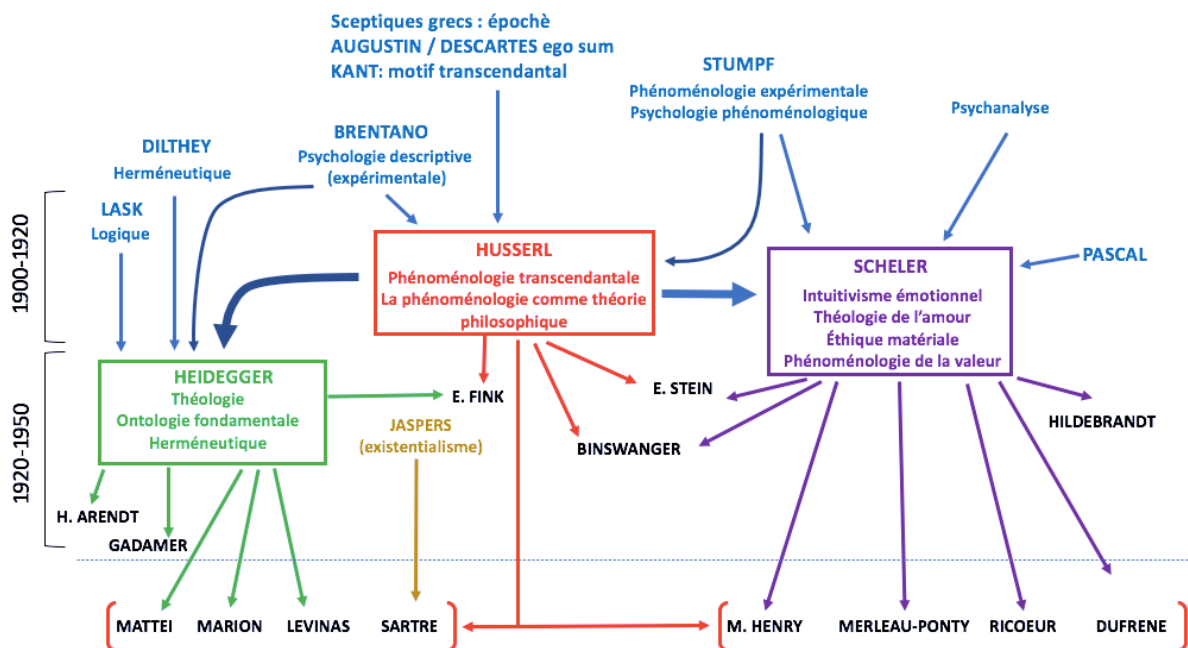 Sceptiques grecs : épochè
AUGUSTIN / DESCARTES ego sum
KANT: motif transcendantal
STUMPF
Phénoménologie expérimentale
Psychologie phénoménologique
Psychanalyse
BRENTANO
Psychologie descriptive
(expérimentale)
DILTHEY
Herméneutique
LASK
Logique
PASCAL
1900-1920
HUSSERL
Phénoménologie transcendantale
La phénoménologie comme théorie
philosophique
SCHELER
Intuitivisme émotionnel
Théologie de l’amour
Éthique matérielle
Phénoménologie de la valeur
1920-1950
HEIDEGGER
Théologie
Ontologie fondamentale
Herméneutique
E. FINK
E. STEIN
HILDEBRANDT
JASPERS
(existentialisme)
BINSWANGER
H. ARENDT
GADAMER
MATTEI
MARION
LEVINAS
SARTRE
M. HENRY
MERLEAU-PONTY
RICOEUR
DUFRENE